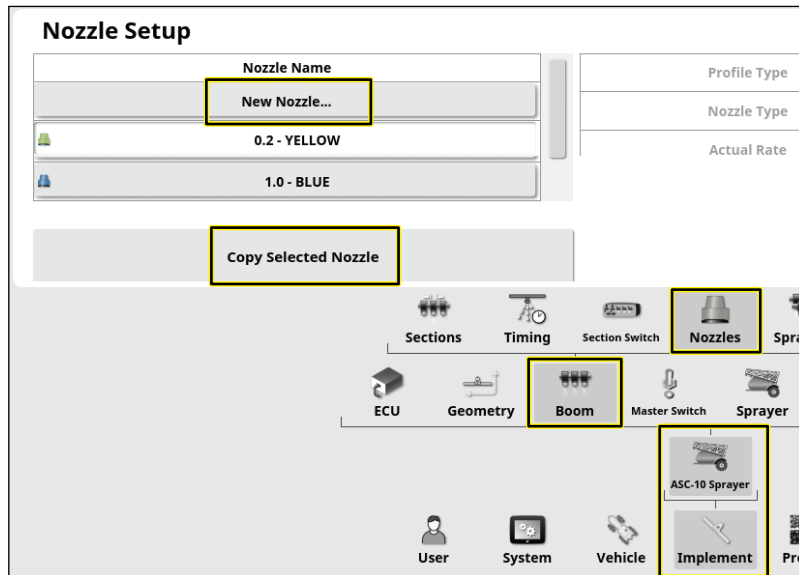 Nozzle Setup
Nozzle Name
New Nozzle...
0.2 - YELLOW
1.0 - BLUE
Copy Selected Nozzle
Profile Type
Nozzle Type
Actual Rate
Sections Timing Section Switch Nozzles Spra
ECU Geometry Boom Master Switch Sprayer
ASC-10 Sprayer
User System Vehicle Implement Pr